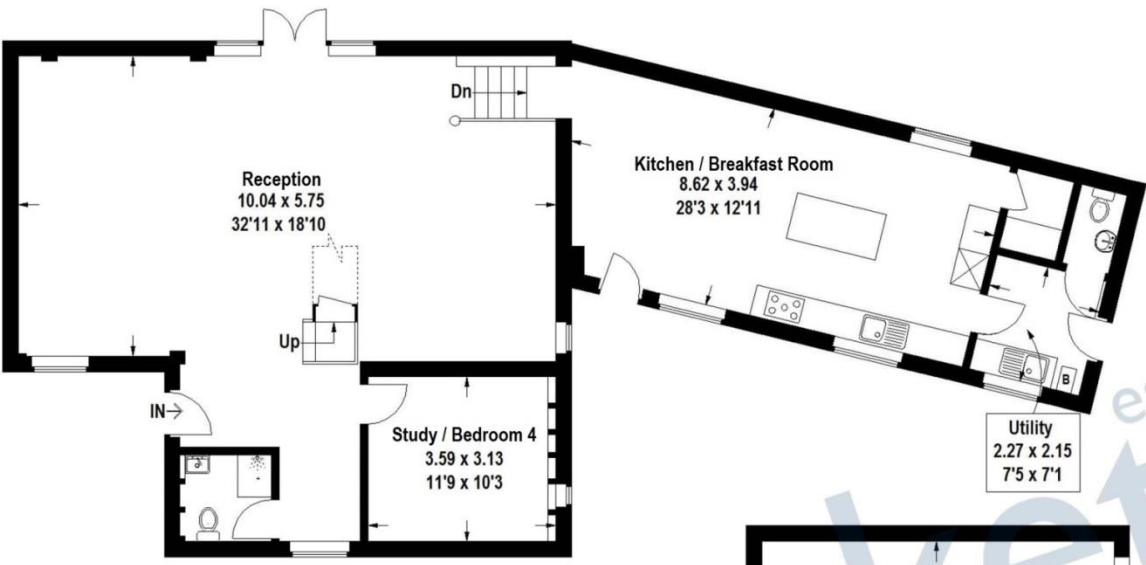 Dn
Reception
10.04 x 5.75
32'11 x 18'10
Kitchen / Breakfast Room
8.62 x 3.94
28'3 x 12'11
Up
IN
Study / Bedroom 4
3.59 x 3.13
11'9 x 10'3
B
Utility
2.27 x 2.15
7'5 x 7'1